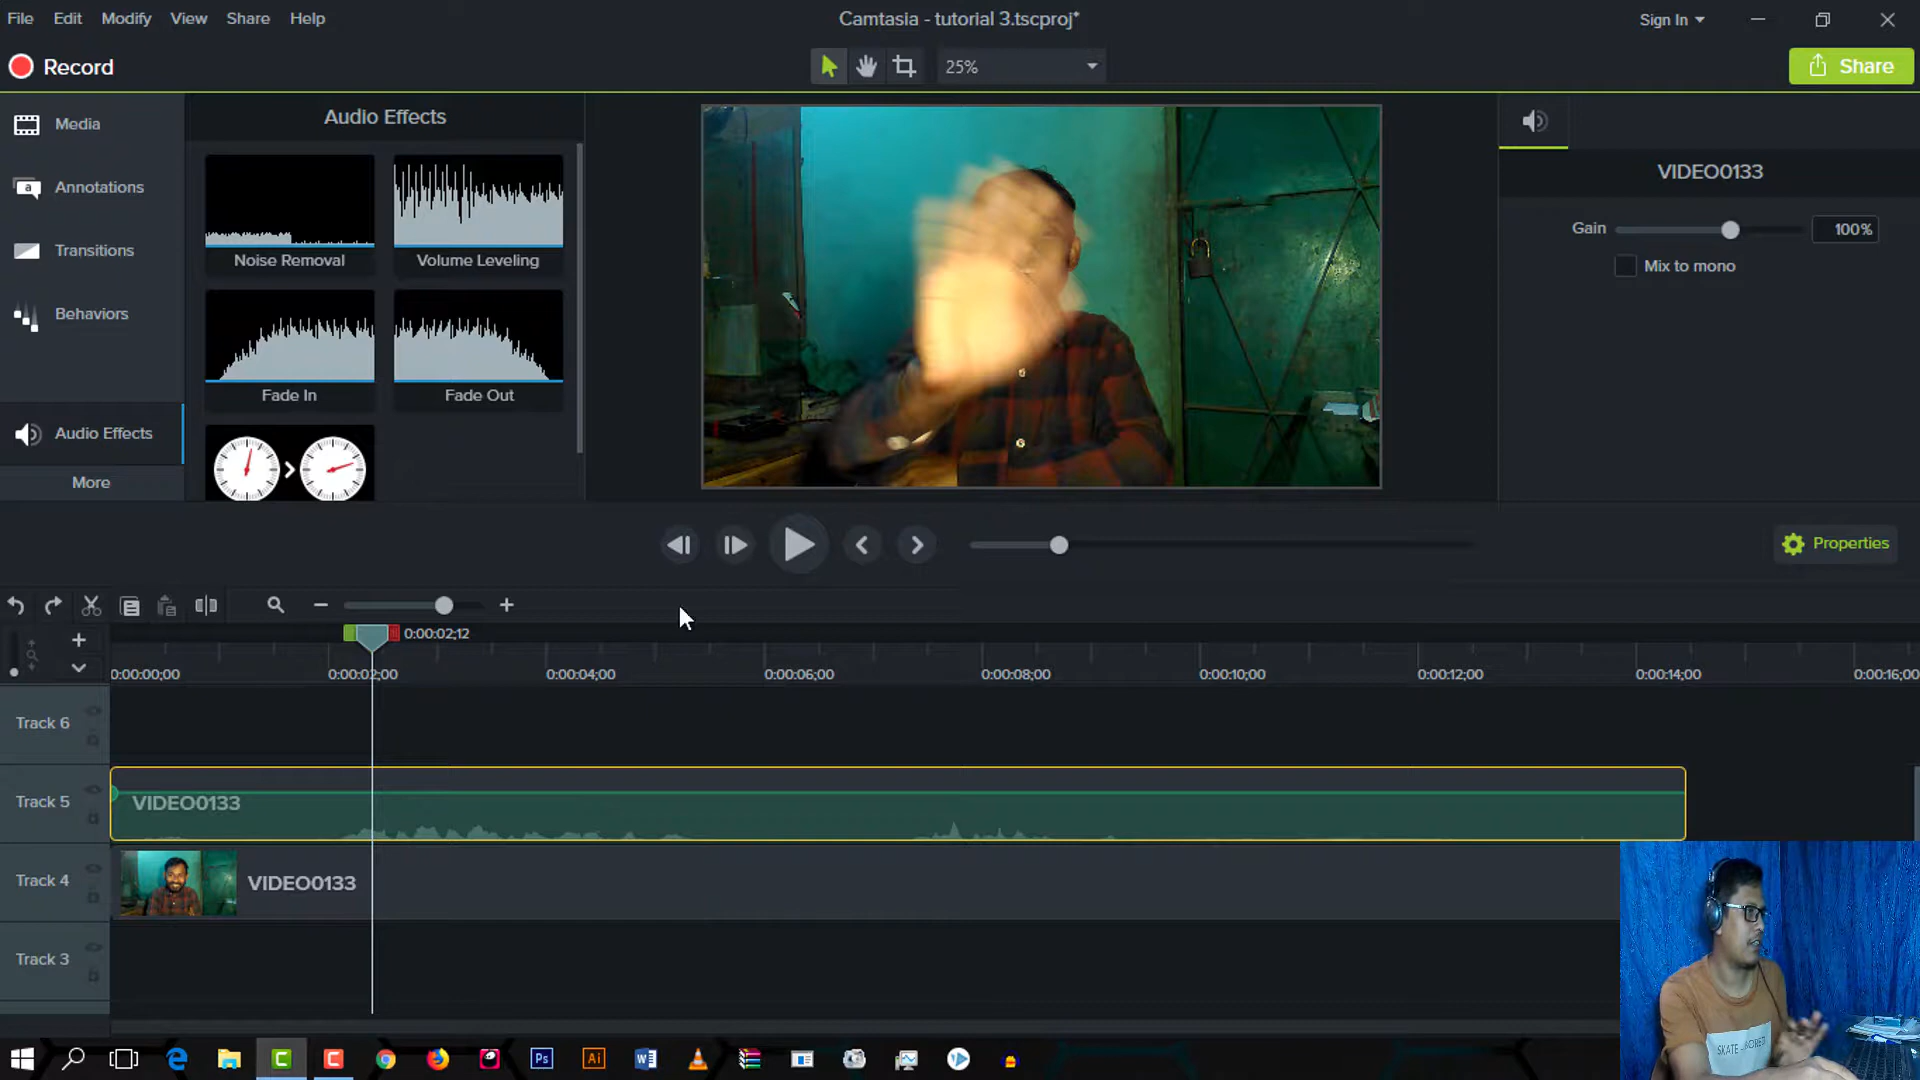 File Edit Modify View Share Help
Camtasia - tutorial 3.tscproj*
Sign In
Record
25%
Share
Media
Annotations
Transitions
Behaviors
Audio Effects
More
Audio Effects
Noise Removal
Volume Leveling
Fade In
Fade Out
VIDEO0133
Gain
100%
Mix to mono
Properties
0:00:02;12
0:00:00;00 0:00:02;00 0:00:04;00 0:00:06;00 0:00:08;00 0:00:10;00 0:00:12;00 0:00:14;00 0:00:16;00
Track 6
Track 5
VIDEO0133
Track 4
VIDEO0133
Track 3
Ps
Ai